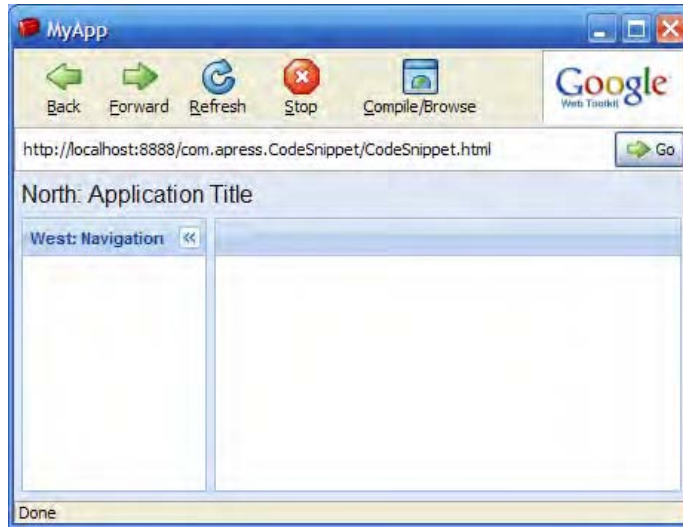 MyApp
Back Forward Refresh Stop Compile/Browse
Google
Web Toolkit
http://localhost:8888/com.apress.CodeSnippet/CodeSnippet.html Go
North: Application Title
West: Navigation
Done